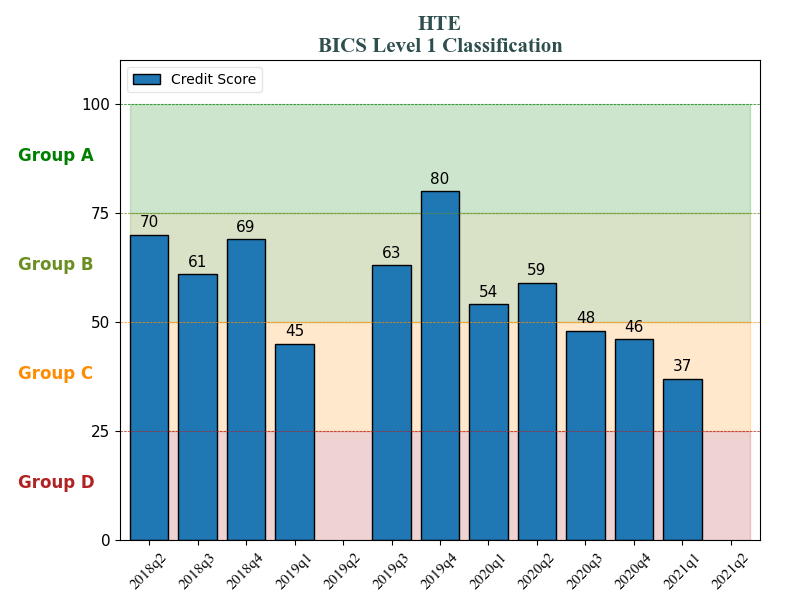 HTE
BICS Level 1 Classification
Credit Score
100
Group A
80
75
70
69
63
61
Group B
59
54
50
48
46
45
37
Group C
25
Group D
0
2018q2
2018q3
2018q4
2019q1
2019q2
2019q3
2019q4
2020q1
2020q2
2020q3
2020q4
2021q1
2021q2